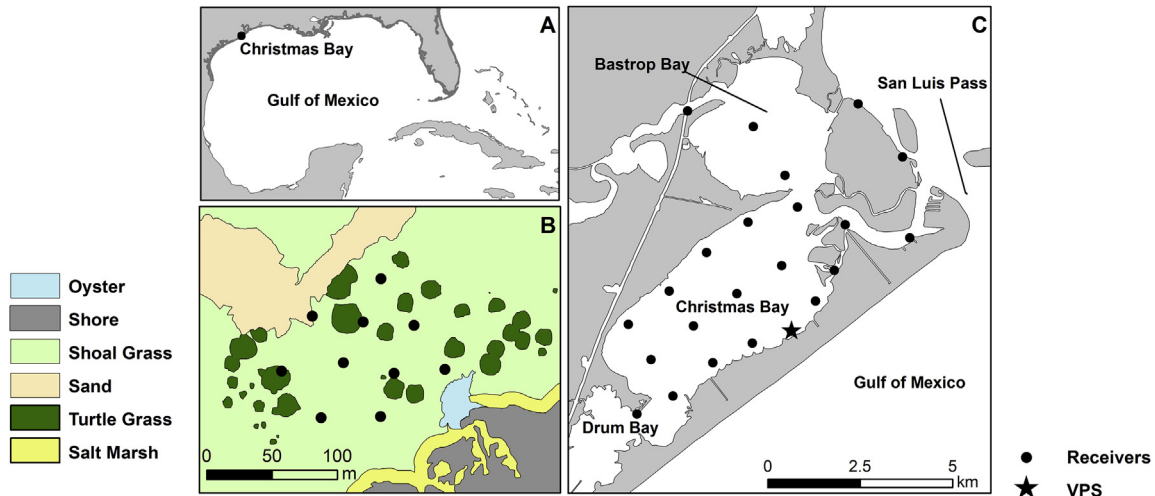 A
Christmas Bay
Gulf of Mexico
B
Oyster
Shore
Shoal Grass
Sand
Turtle Grass
Salt Marsh
0 50 100
m
C
Bastrop Bay
San Luis Pass
Christmas Bay
Gulf of Mexico
Drum Bay
0 2.5 5
km
Receivers
VPS